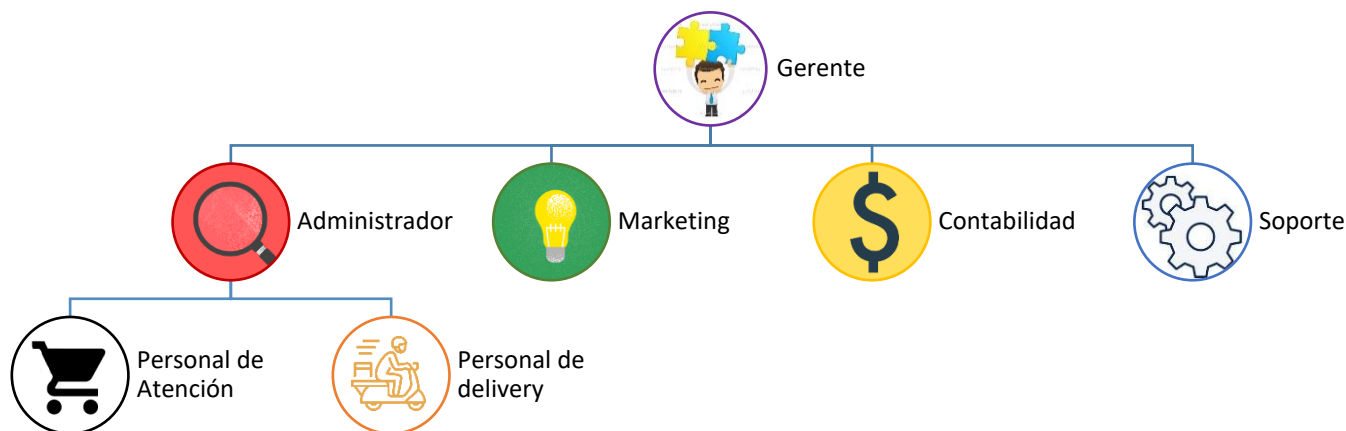 Gerente
Administrador
Marketing
Contabilidad
Soporte
Personal de
Atención
Personal de
delivery